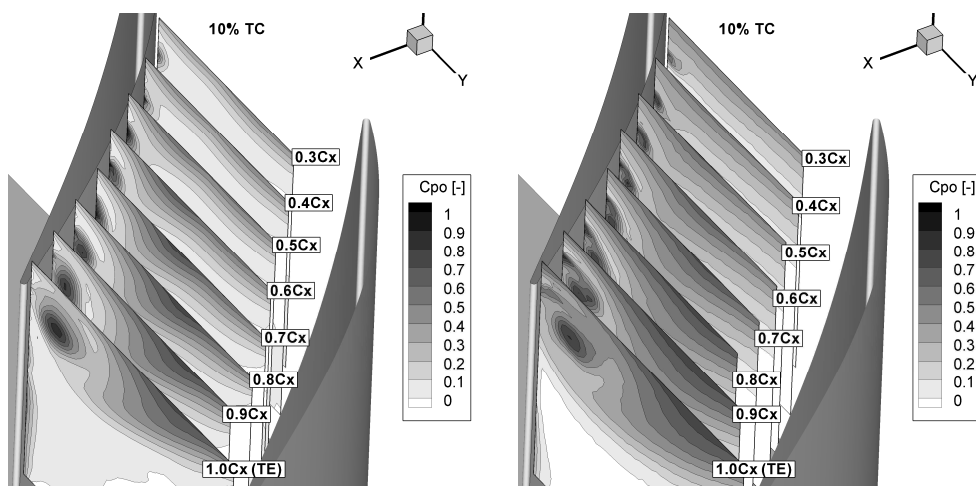 10% TC
X
Y
0.3Cx
0.4Cx
0.5Cx
0.6Cx
0.7Cx
0.8Cx
0.9Cx
1.0Cx (TE)
Cpo [-]
1
0.9
0.8
0.7
0.6
0.5
0.4
0.3
0.2
0.1
0
10% TC
X
Y
0.3Cx
0.4Cx
0.5Cx
0.6Cx
0.7Cx
0.8Cx
0.9Cx
1.0Cx (TE)
Cpo [-]
1
0.9
0.8
0.7
0.6
0.5
0.4
0.3
0.2
0.1
0